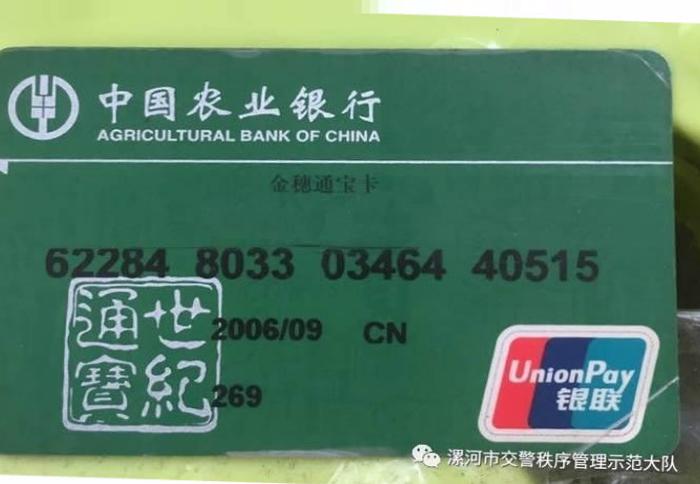 中国农业银行
AGRICULTURAL BANK OF CHINA
金穗通宝卡
62284 8033 03464 40515
世纪通寶
2006/09 CN
269
UnionPay
银联
漯河市交警秩序管理示范大队